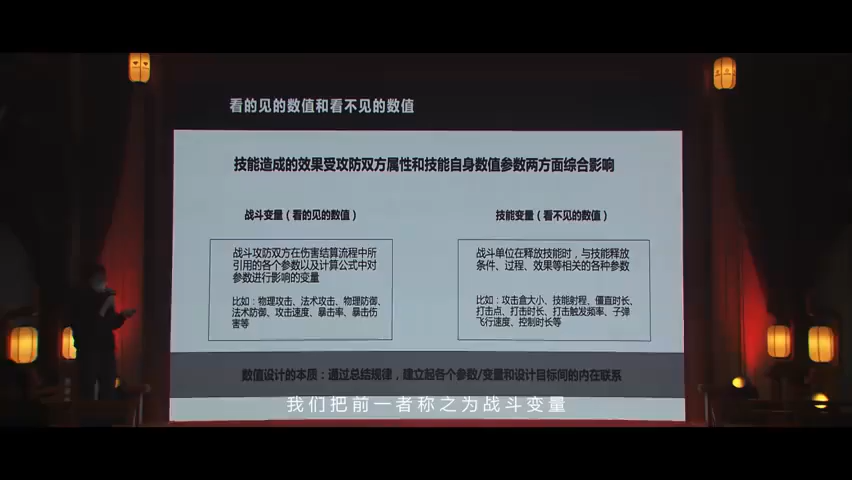 看的见的数值和看不见的数值
技能造成的效果受攻防双方属性和技能自身数值参数两方面综合影响
战斗变量（看的见的数值）
战斗攻防双方在伤害结算流程中所
引用的各个参数以及计算公式中对
参数进行影响的变量
比如：物理攻击、法术攻击、物理防御、
法术防御、攻击速度、暴击率、暴击伤
害等
技能变量（看不见的数值）
战斗单位在释放技能时，与技能释放
条件、过程、效果等相关的各种参数
比如：攻击盒大小、技能射程、僵直时长、
打击点、打击时长、打击触发频率、子弹
飞行速度、控制时长等
数值设计的本质：通过总结规律，建立起各个参数/变量和设计目标间的内在联系
我们把前一者称之为战斗变量